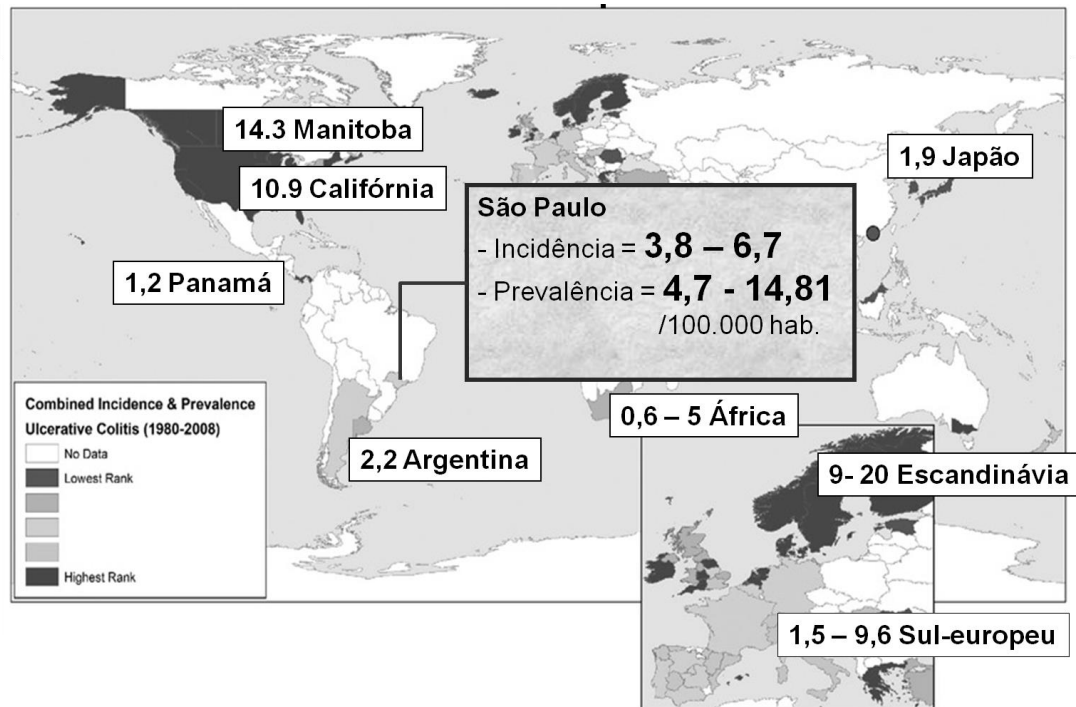 14.3 Manitoba
10.9 Califórnia
1,9 Japão
São Paulo
- Incidência = 3,8 – 6,7
- Prevalência = 4,7 - 14,81
/100.000 hab.
1,2 Panamá
0,6 – 5 África
2,2 Argentina
Combined Incidence & Prevalence
Ulcerative Colitis (1980-2008)
No Data
Lowest Rank
Highest Rank
9- 20 Escandinávia
1,5 – 9,6 Sul-europeu